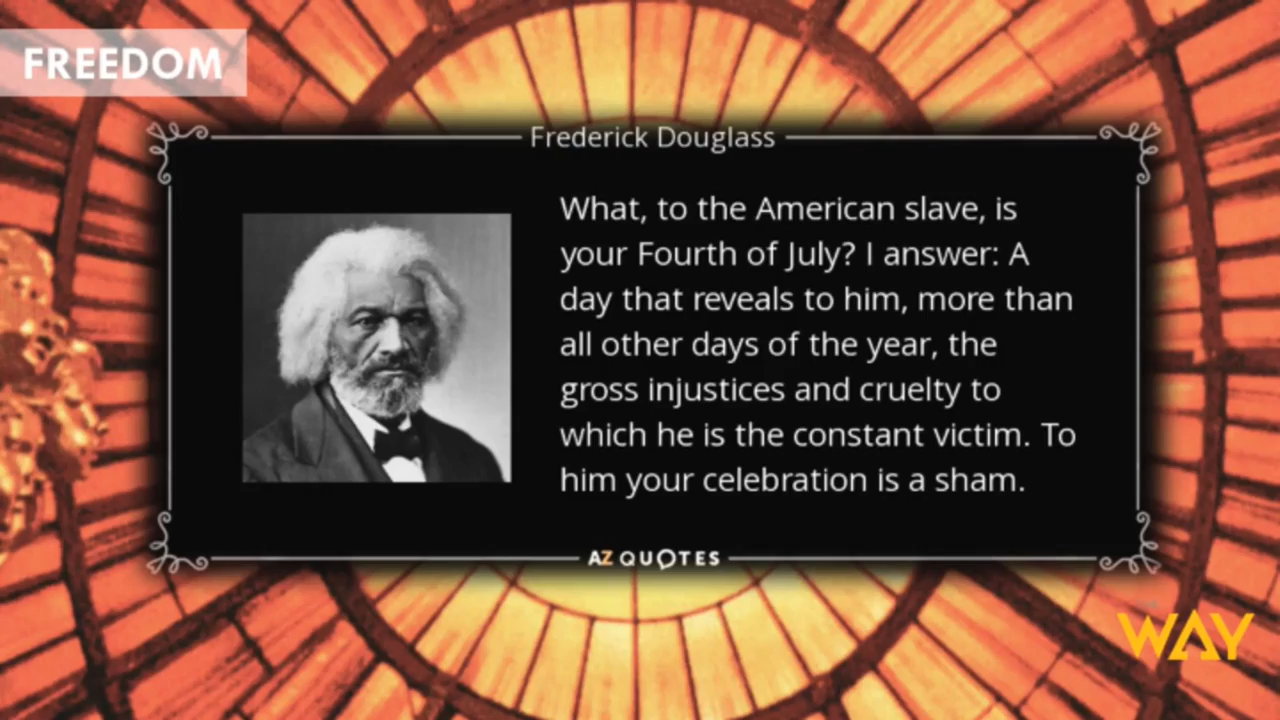 FREEDOM
Frederick Douglass
What, to the American slave, is
your Fourth of July? I answer: A
day that reveals to him, more than
all other days of the year, the
gross injustices and cruelty to
which he is the constant victim. To
him your celebration is a sham.
AZ QUOTES
WAY